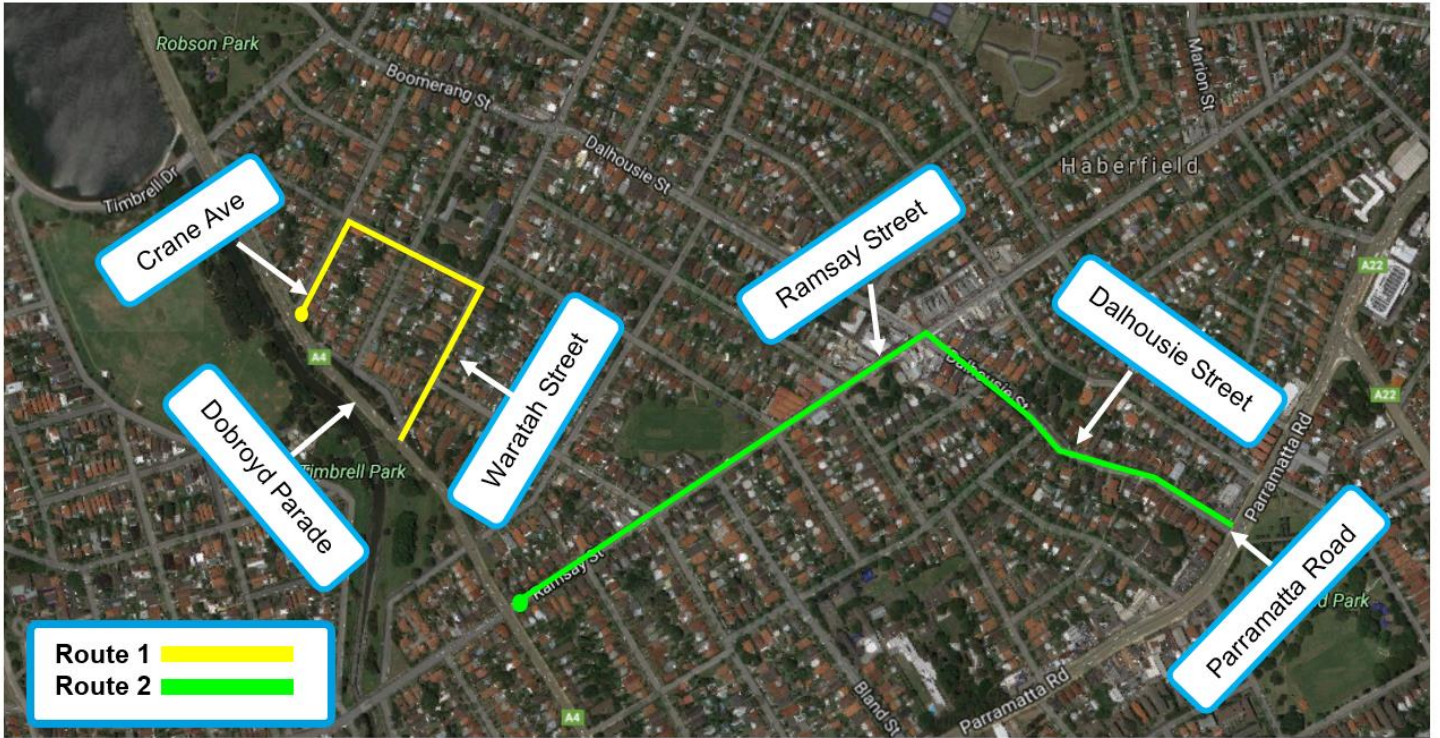 Robson Park
Boomerang St
Marion St
Dalhousie St
Haberfield
Timbrell Dr
Crane Ave
Ramsay Street
A22
Dalhousie Street
A4
Waratah Street
Dalhousie St
A22
Dobroyd Parade
Timbrell Park
Parramatta Rd
Parramatta Road
Ramsay St
d Park
Route 1
Route 2
Bland St
Parramatta Rd
A4